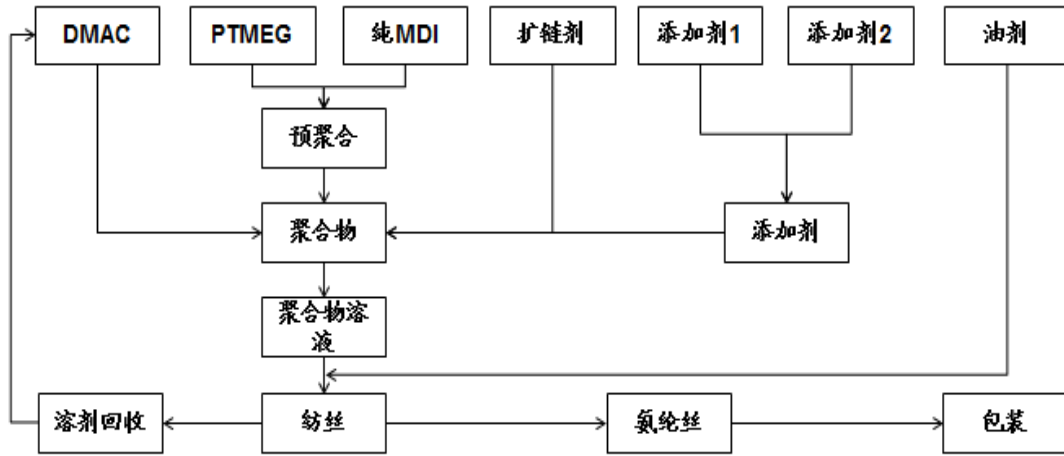 DMAC
PTMEG
纯MDI
扩链剂
添加剂1
添加剂2
油剂
预聚合
聚合物
添加剂
聚合物溶
液
溶剂回收
纺丝
氨纶丝
包装